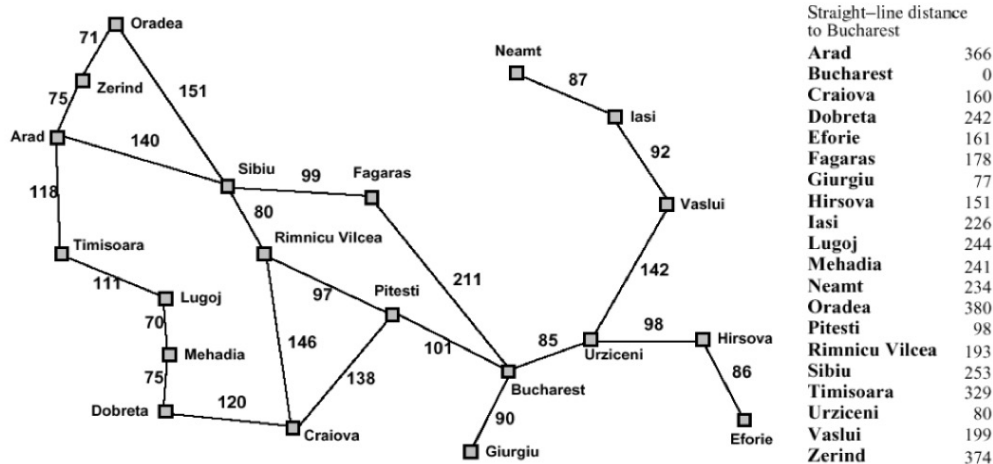 Oradea
71
Neamt
87
Zerind
151
75
Iasi
Arad
140
92
Sibiu
99
Fagaras
118
80
Vaslui
Timisoara
Rimnicu Vilcea
142
111
Lugoj
97
Pitesti
211
70
98
Hirsova
146
85
Mehadia
101
Urziceni
138
86
75
Bucharest
Dobreta
120
90
Craiova
Eforie
Giurgiu
Straight–line distance
to Bucharest
Arad 366
Bucharest 0
Craiova 160
Dobreta 242
Eforie 161
Fagaras 178
Giurgiu 77
Hirsova 151
Iasi 226
Lugoj 244
Mehadia 241
Neamt 234
Oradea 380
Pitesti 98
Rimnicu Vilcea 193
Sibiu 253
Timisoara 329
Urziceni 80
Vaslui 199
Zerind 374